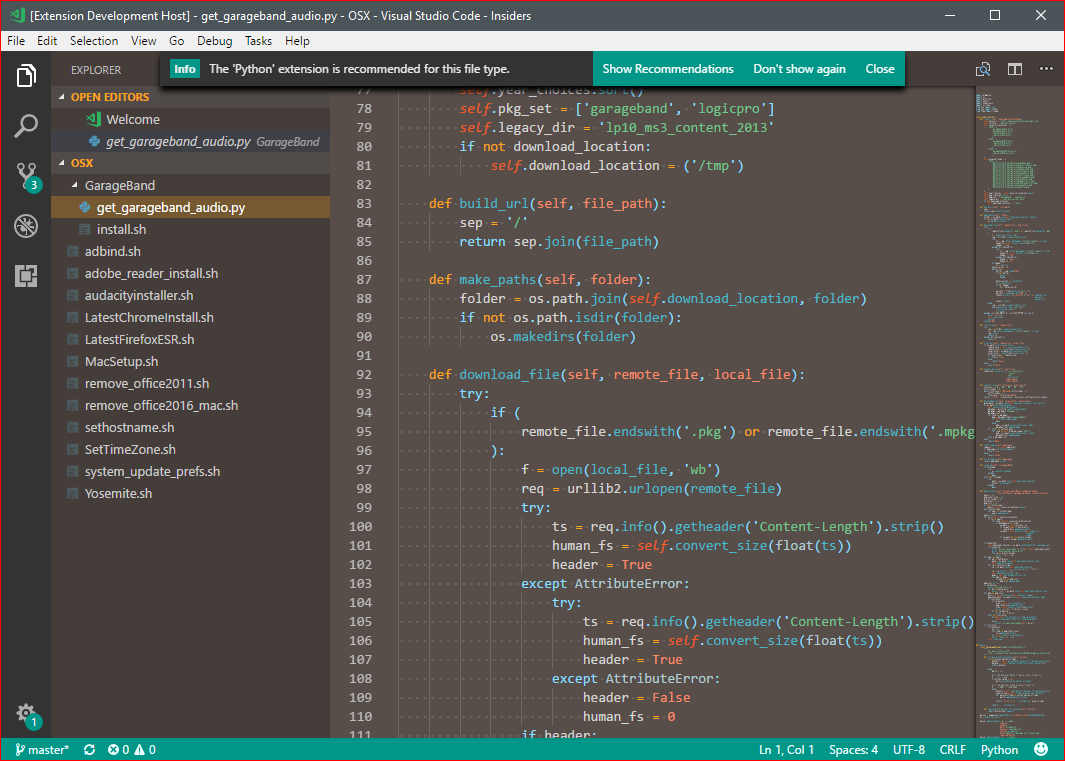 [Extension Development Host] - get_garageband_audio.py - OSX - Visual Studio Code - Insiders
File Edit Selection View Go Debug Tasks Help
EXPLORER
Info The 'Python' extension is recommended for this file type. Show Recommendations Don't show again Close
OPEN EDITORS
Welcome
get_garageband_audio.py GarageBand
OSX
GarageBand
get_garageband_audio.py
install.sh
adbind.sh
adobe_reader_install.sh
audacityinstaller.sh
LatestChromeInstall.sh
LatestFirefoxESR.sh
MacSetup.sh
remove_office2011.sh
remove_office2016_mac.sh
sethostname.sh
SetTimeZone.sh
system_update_prefs.sh
Yosemite.sh
3
1
77 self.year_choices.sort()
78 self.pkg_set = ['garageband', 'logicpro']
79 self.legacy_dir = 'lp10_ms3_content_2013'
80 if not download_location:
81 self.download_location = ('/tmp')
82
83 def build_url(self, file_path):
84 sep = '/'
85 return sep.join(file_path)
86
87 def make_paths(self, folder):
88 folder = os.path.join(self.download_location, folder)
89 if not os.path.isdir(folder):
90 os.makedirs(folder)
91
92 def download_file(self, remote_file, local_file):
93 try:
94 if (
95 remote_file.endswith('.pkg') or remote_file.endswith('.mpkg
96 ):
97 f = open(local_file, 'wb')
98 req = urllib2.urlopen(remote_file)
99 try:
100 ts = req.info().getheader('Content-Length').strip()
101 human_fs = self.convert_size(float(ts))
102 header = True
103 except AttributeError:
104 try:
105 ts = req.info().getheader('Content-Length').strip()
106 human_fs = self.convert_size(float(ts))
107 header = True
108 except AttributeError:
109 header = False
110 human_fs = 0
111 if header:
master* 0 0 Ln 1, Col 1 Spaces: 4 UTF-8 CRLF Python